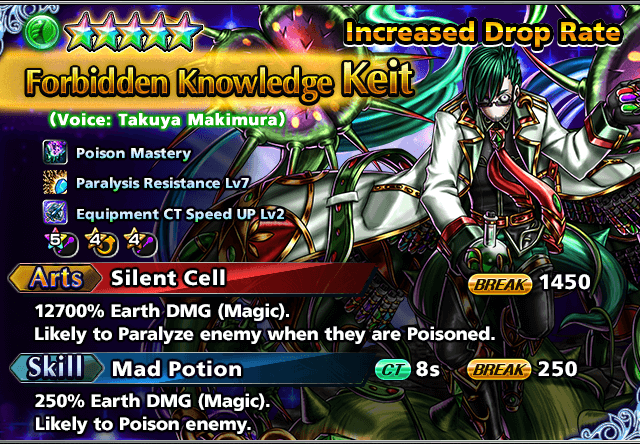 Increased Drop Rate
Forbidden Knowledge Keit
(Voice: Takuya Makimura)
Poison Mastery
Paralysis Resistance Lv7
Equipment CT Speed UP Lv2
5 4 4
Arts Silent Cell BREAK 1450
12700% Earth DMG (Magic).
Likely to Paralyze enemy when they are Poisoned.
Skill Mad Potion CT 8s BREAK 250
250% Earth DMG (Magic).
Likely to Poison enemy.